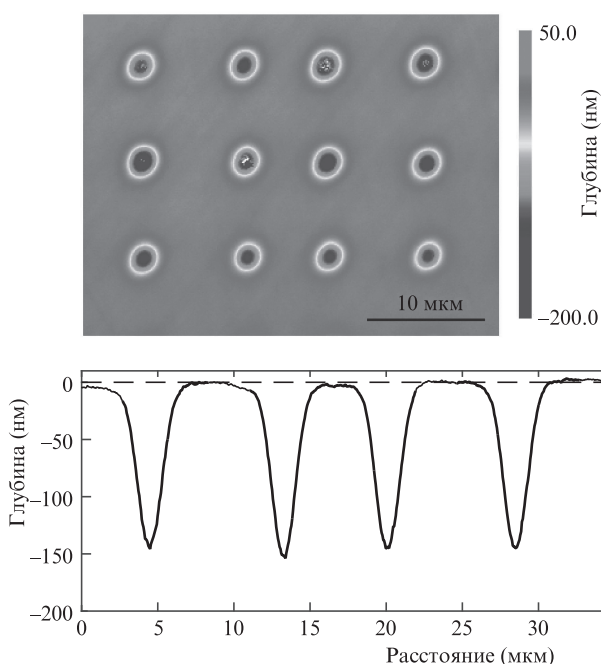 50.0
Глубина (нм)
–200.0
10 мкм
Глубина (нм)
0
–50
–100
–150
–200
0 5 10 15 20 25 30
Расстояние (мкм)